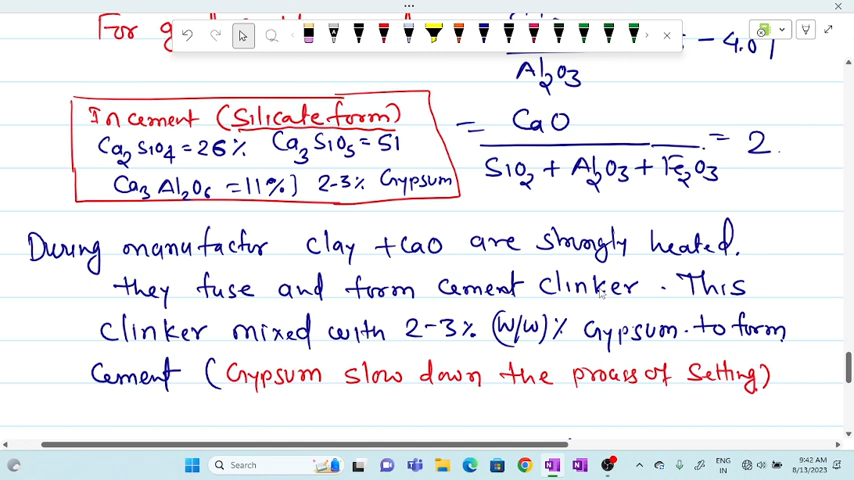 For
- 4.0
Al2O3
In cement (Silicate form)
Ca2SiO4 = 26% Ca3SiO5 = 51
Ca3Al2O6 = 11%] 2-3% Gypsum
= CaO / SiO2 + Al2O3 + Fe2O3 = 2
During manufactor clay + CaO are strongly heated.
they fuse and form cement clinker. This
clinker mixed with 2-3% (W/W)% Gypsum. to form
cement (Gypsum slow down the process of Setting)
Search
ENG
IN
9:42 AM
8/13/2023